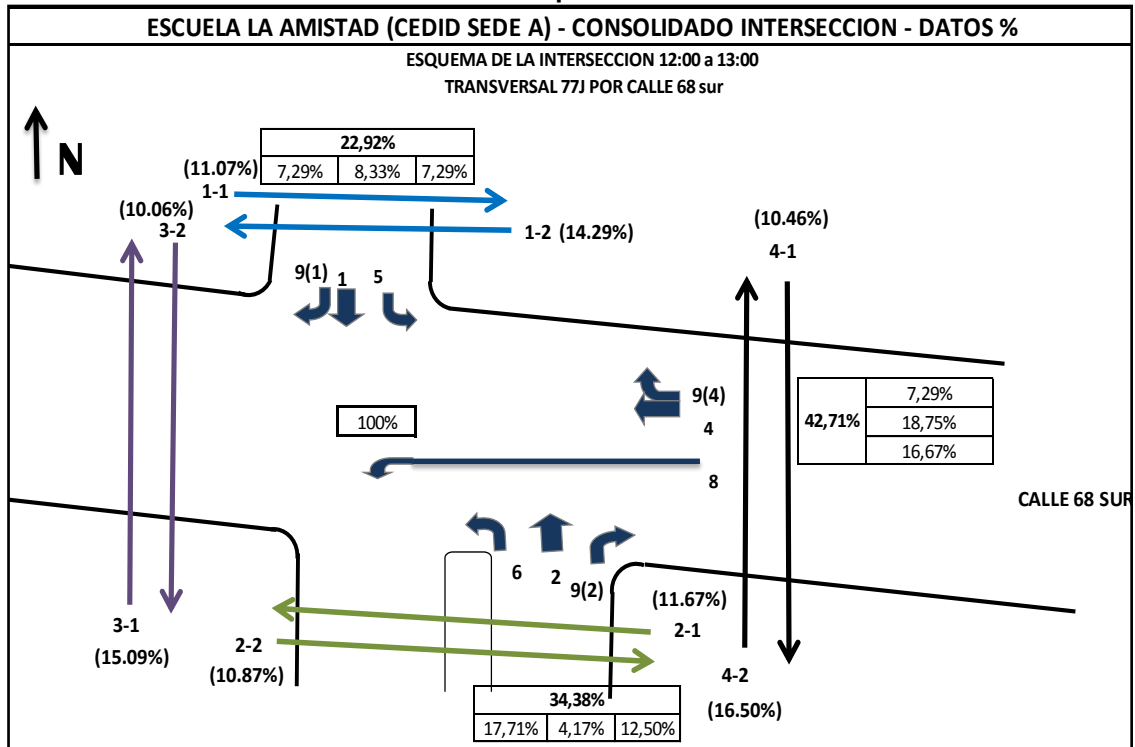 ESCUELA LA AMISTAD (CEDID SEDE A) - CONSOLIDADO INTERSECCION - DATOS %
ESQUEMA DE LA INTERSECCION 12:00 a 13:00
TRANSVERSAL 77J POR CALLE 68 sur
N
22,92%
7,29% 8,33% 7,29%
(11.07%)
1-1
(10.06%)
3-2
1-2 (14.29%)
(10.46%)
4-1
9(1) 1 5
9(4)
4
100%
42,71%
7,29%
18,75%
16,67%
8
CALLE 68 SUR
6 2 9(2)
(11.67%)
2-1
3-1
(15.09%)
2-2
(10.87%)
4-2
(16.50%)
34,38%
17,71% 4,17% 12,50%